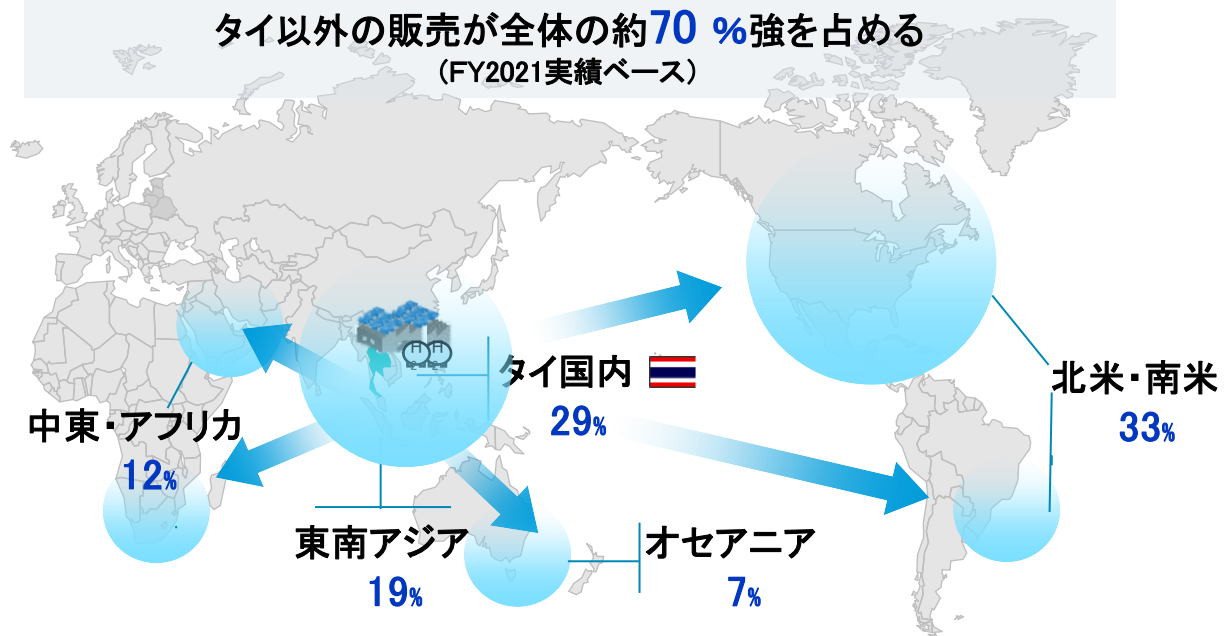 タイ以外の販売が全体の約70 %強を占める
(FY2021実績ベース)
タイ国内
29%
北米・南米
33%
中東・アフリカ
12%
東南アジア
19%
オセアニア
7%
H2
H2